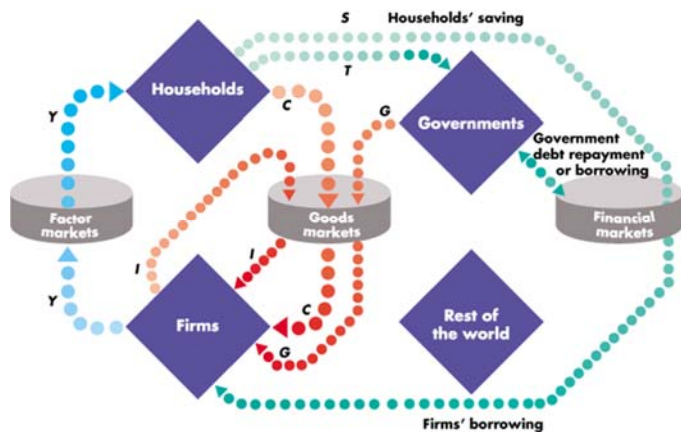 S
Households' saving
T
Households
Y
C
G
Governments
Government
debt repayment
or borrowing
Factor
markets
Goods
markets
Financial
markets
I
I
Y
Firms
C
G
Rest of
the world
Firms' borrowing